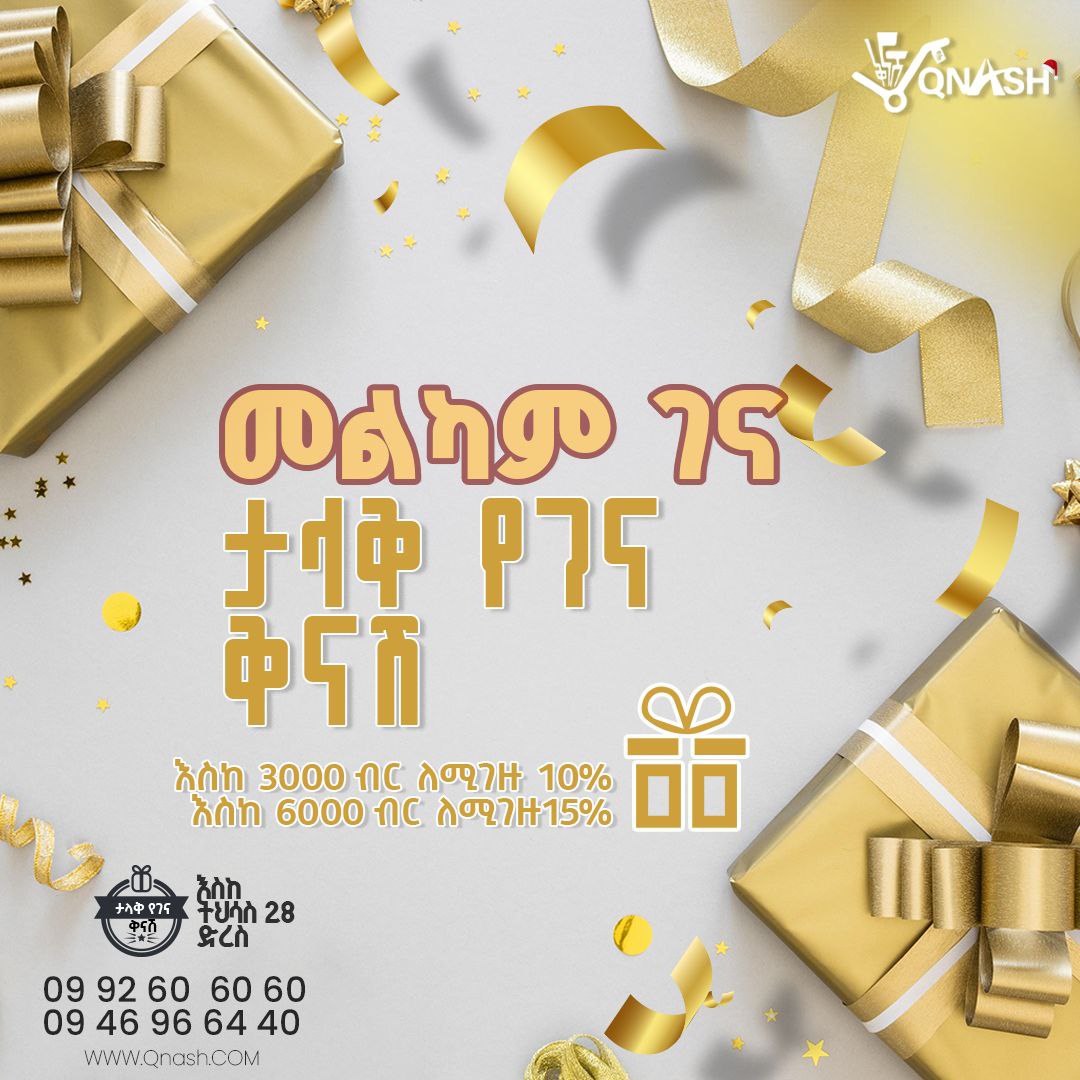 QNASH
መልካም ገና
ታላቅ የገና
ቅናሽ
እስከ 3000 ብር ለሚገዙ 10%
እስከ 6000 ብር ለሚገዙ15%
ታላቅ የገና
ቅናሽ
እስከ
ተህሳስ 28
ድረስ
09 92 60 60 60
09 46 96 64 40
WWW.Qnash.COM